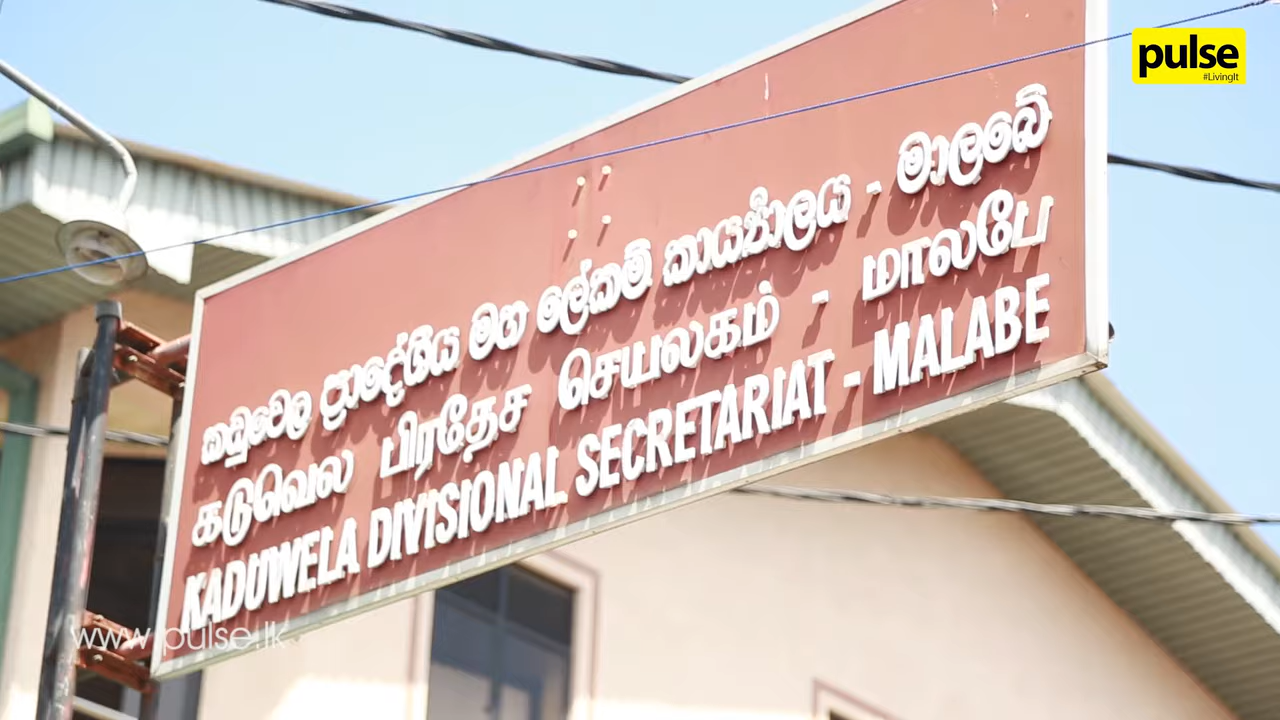 pulse
#LivingIt
කඩුවෙල ප්‍රාදේශීය මහ ලේකම් කාර්‍යාලය - මාලබේ
கடுவெல பிரதேச செயலகம் - மாலபே
KADUWELA DIVISIONAL SECRETARIAT - MALABE
www.pulse.lk